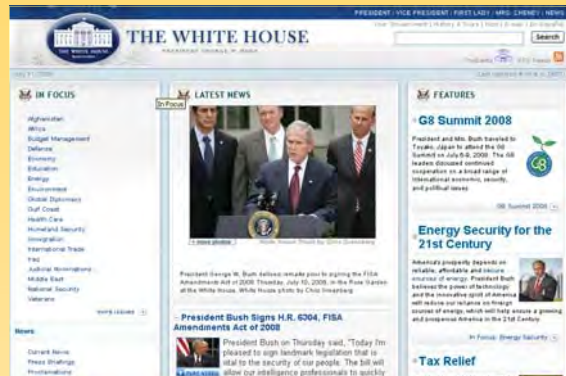 PRESIDENT | VICE PRESIDENT | FIRST LADY | MRS. CHENEY | NEWS
THE WHITE HOUSE
PRESIDENT GEORGE W. BUSH
Search
July 11, 2008
IN FOCUS
In Focus
Afghanistan
Africa
Budget Management
Defense
Economy
Education
Energy
Environment
Global Diplomacy
Gulf Coast
Health Care
Homeland Security
Immigration
International Trade
Iraq
Judicial Nominations
Middle East
National Security
Veterans
more issues
News
Current News
Press Briefings
Proclamations
LATEST NEWS
more photos
White House Photo by Chris Greenberg
President George W. Bush delivers remarks prior to signing the FISA
Amendments Act of 2008 Thursday, July 10, 2008, in the Rose Garden
at the White House. White House photo by Chris Greenberg
President Bush Signs H.R. 6304, FISA
Amendments Act of 2008
President Bush on Thursday said, "Today I'm
pleased to sign landmark legislation that is
vital to the security of our people. The bill will
allow our intelligence professionals to quickly
FEATURES
G8 Summit 2008
President and Mrs. Bush traveled to
Toyako, Japan to attend the G8
Summit on July 6-8, 2008. The G8
leaders discussed continued
cooperation on a broad range of
international economic, security,
and political issues.
G8
G8 Summit 2008
Energy Security for the
21st Century
America's prosperity depends on
reliable, affordable and secure
sources of energy. President Bush
believes the power of technology
and the innovative spirit of America
will reduce our reliance on foreign
sources of energy, which will help ensure a growing
and prosperous America in the 21st Century.
In Focus: Energy Security
Tax Relief